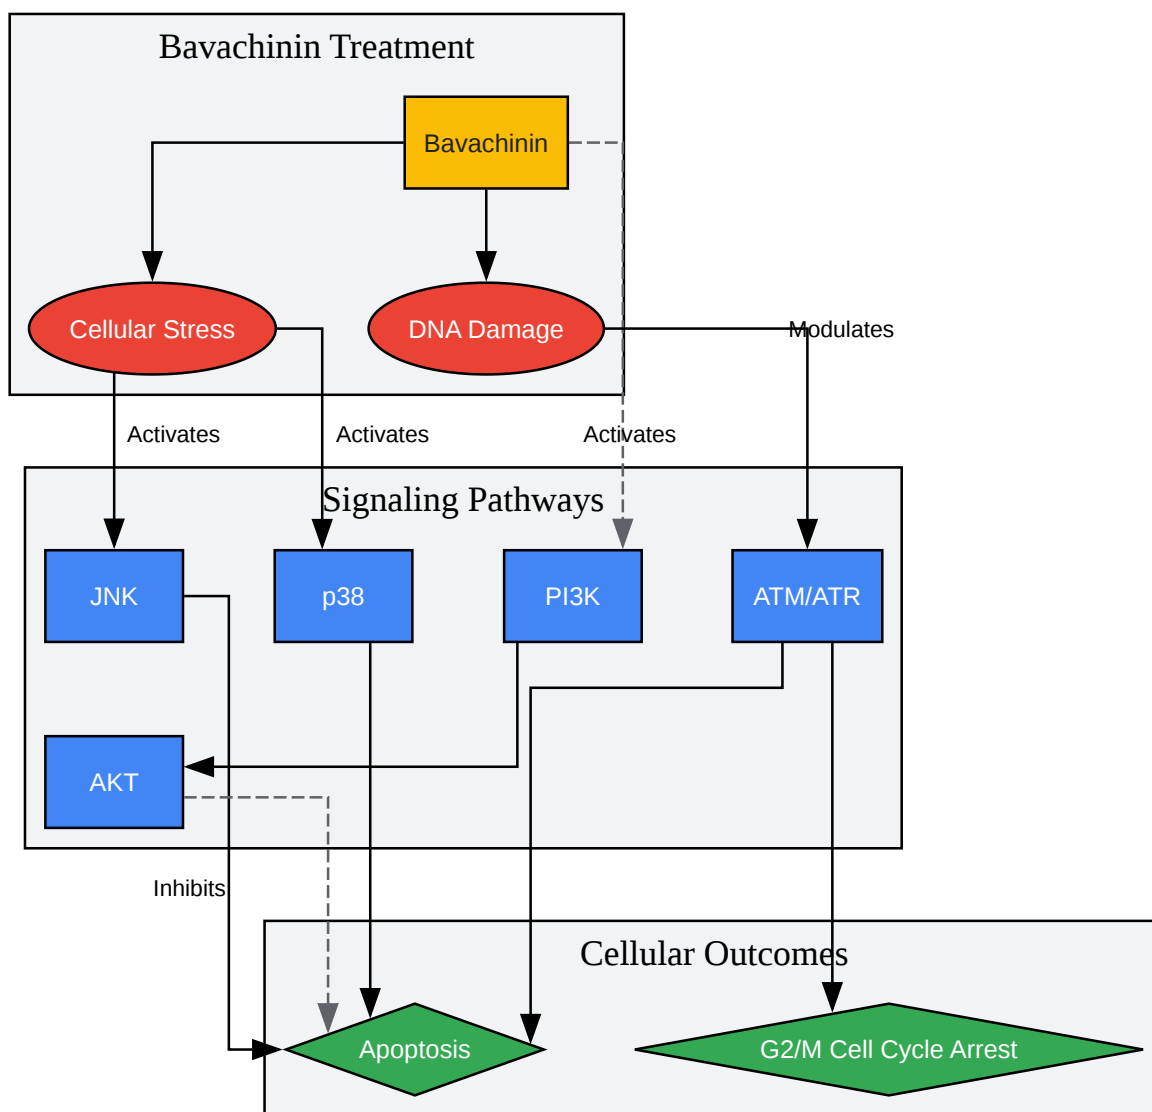 Bavachinin Treatment
Bavachinin
Cellular Stress
DNA Damage
Modulates
Activates
Activates
Activates
Signaling Pathways
JNK
p38
PI3K
ATM/ATR
AKT
Inhibits
Cellular Outcomes
Apoptosis
G2/M Cell Cycle Arrest